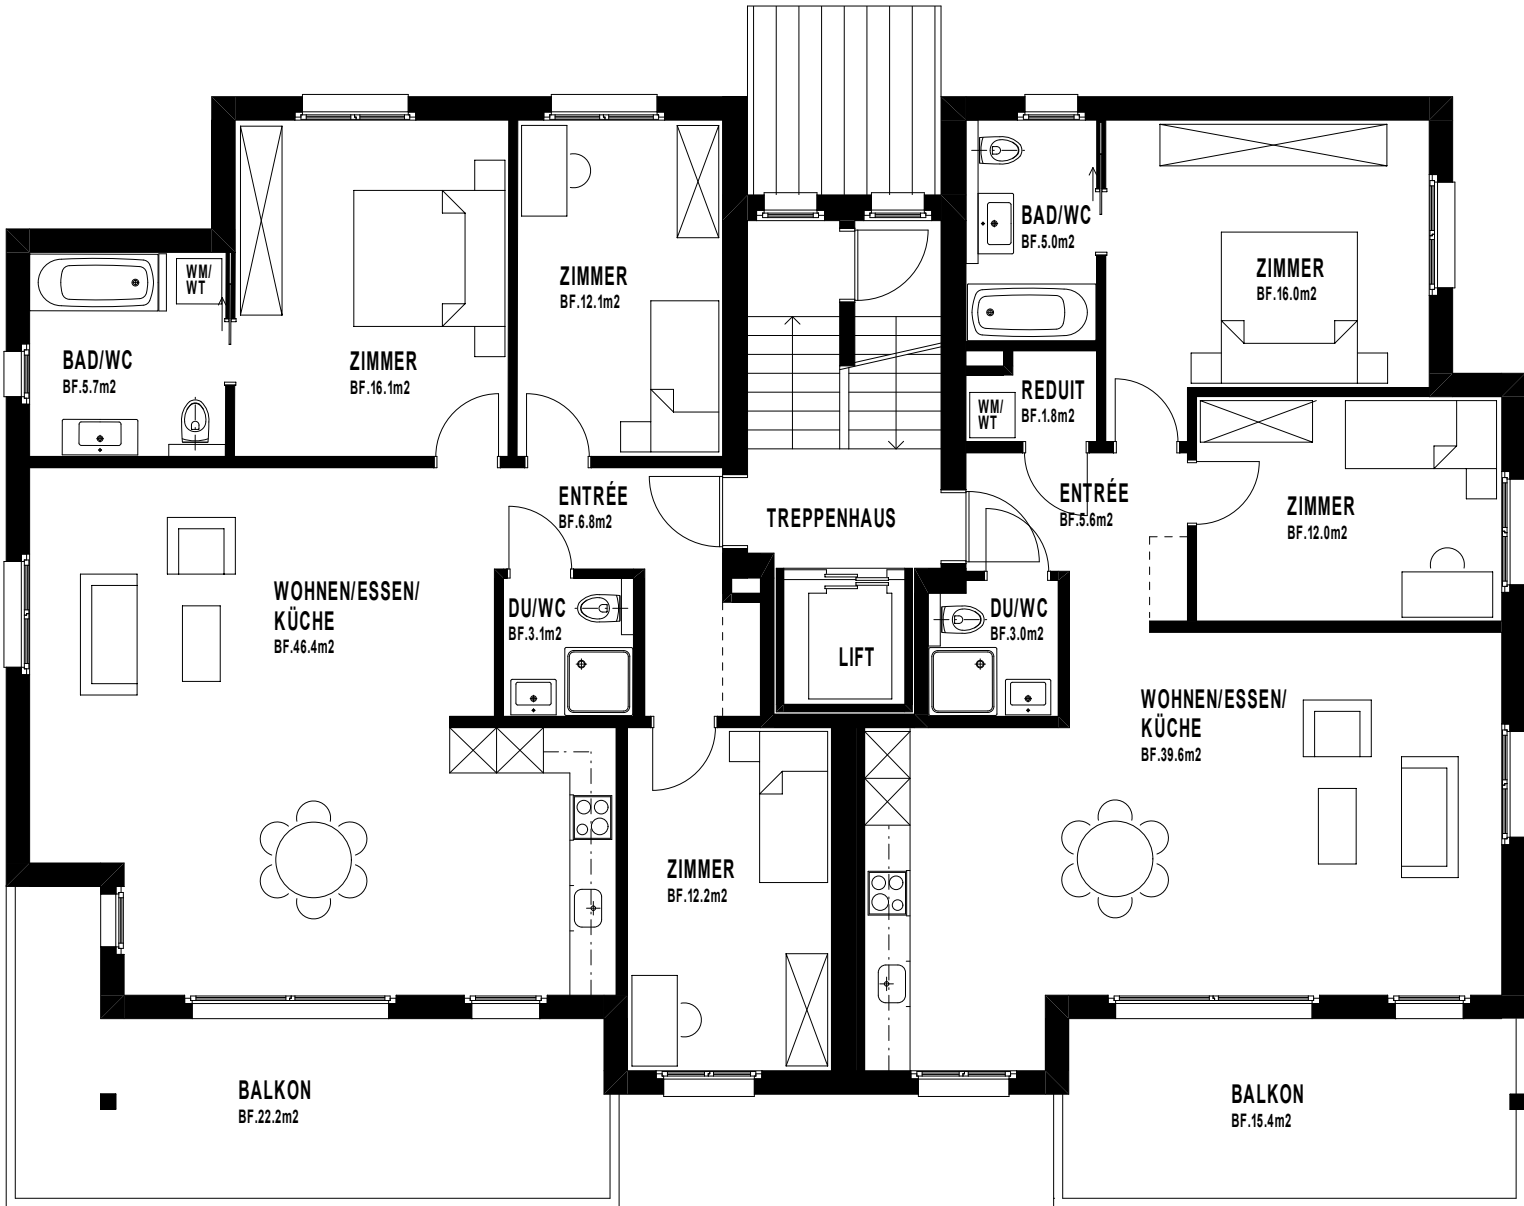 BAD/WC
BF.5.7m2
WM/
WT
ZIMMER
BF.16.1m2
ZIMMER
BF.12.1m2
ENTRÉE
BF.6.8m2
WOHNEN/ESSEN/
KÜCHE
BF.46.4m2
DU/WC
BF.3.1m2
ZIMMER
BF.12.2m2
BALKON
BF.22.2m2
TREPPENHAUS
LIFT
BAD/WC
BF.5.0m2
ZIMMER
BF.16.0m2
REDUIT
BF.1.8m2
WM/
WT
ENTRÉE
BF.5.6m2
ZIMMER
BF.12.0m2
DU/WC
BF.3.0m2
WOHNEN/ESSEN/
KÜCHE
BF.39.6m2
BALKON
BF.15.4m2